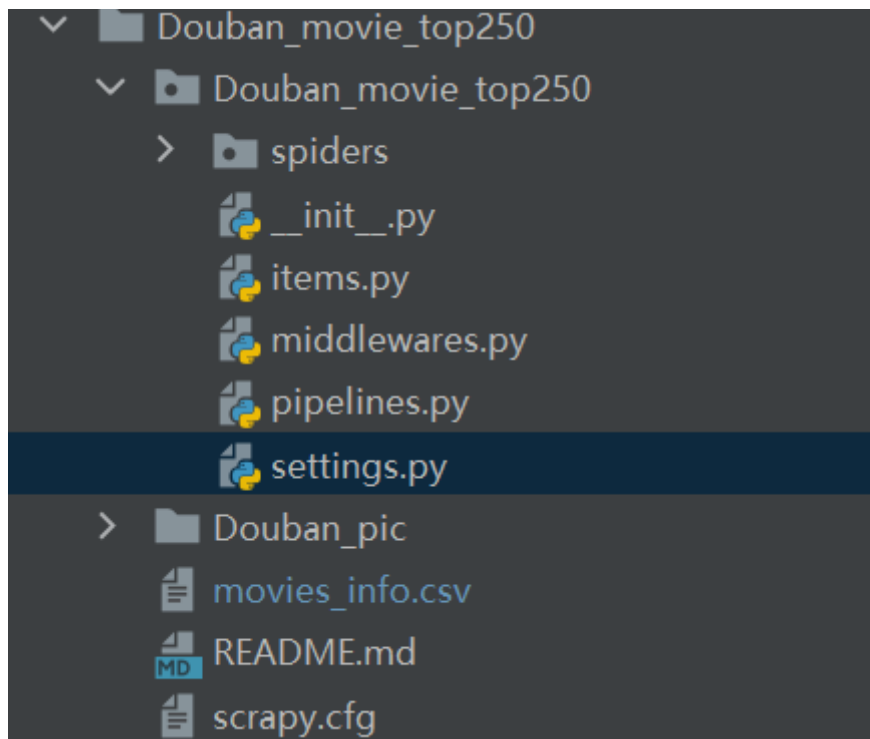 Douban_movie_top250
Douban_movie_top250
spiders
__init__.py
items.py
middlewares.py
pipelines.py
settings.py
Douban_pic
movies_info.csv
MD README.md
scrapy.cfg